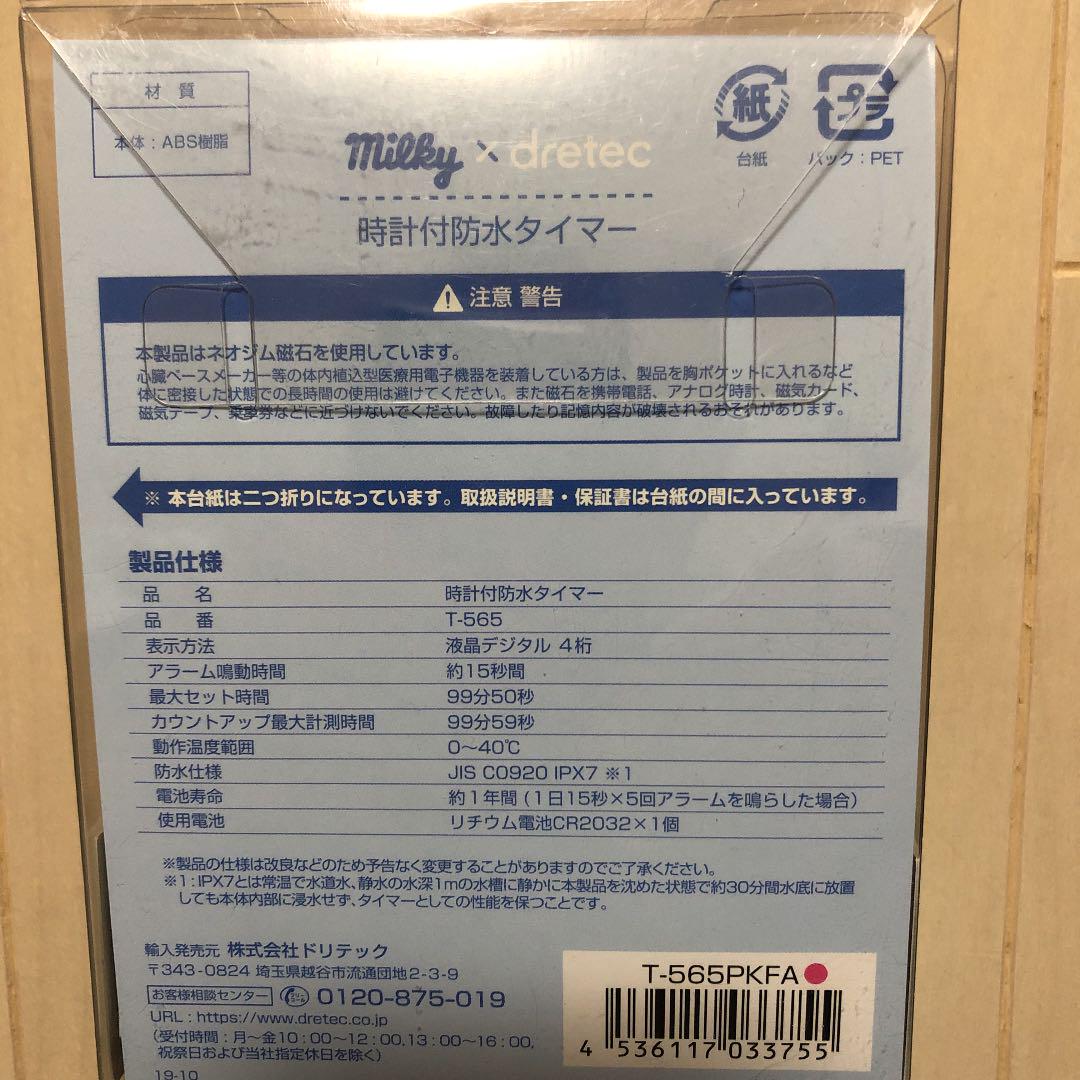 材 質
本体：ABS樹脂
紙
台紙
プラ
パック：PET
milky × dretec
時計付防水タイマー
注意 警告
本製品はネオジム磁石を使用しています。
心臓ペースメーカー等の体内植込型医療用電子機器を装着している方は、製品を胸ポケットに入れるなど
体に密接した状態での長時間の使用は避けてください。また磁石を携帯電話、アナログ時計、磁気カード、
磁気テープ、乗車券などに近づけないでください。故障したり記憶内容が破壊されるおそれがあります。
※ 本台紙は二つ折りになっています。取扱説明書・保証書は台紙の間に入っています。
製品仕様
品 名 時計付防水タイマー
品 番 T-565
表示方法 液晶デジタル 4桁
アラーム鳴動時間 約15秒間
最大セット時間 99分50秒
カウントアップ最大計測時間 99分59秒
動作温度範囲 0〜40℃
防水仕様 JIS C0920 IPX7 ※1
電池寿命 約1年間（1日15秒×5回アラームを鳴らした場合）
使用電池 リチウム電池CR2032×1個
※製品の仕様は改良などのため予告なく変更することがありますのでご了承ください。
※1：IPX7とは常温で水道水、静水の水深1mの水槽に静かに本製品を沈めた状態で約30分間水底に放置
しても本体内部に浸水せず、タイマーとしての性能を保つことです。
輸入発売元 株式会社ドリテック
〒343-0824 埼玉県越谷市流通団地2-3-9
お客様相談センター フリーコール 0120-875-019
URL：https://www.dretec.co.jp
（受付時間：月〜金10：00〜12：00,13：00〜16：00,
祝祭日および当社指定休日を除く）
19-10
T-565PKFA
4 536117 033755